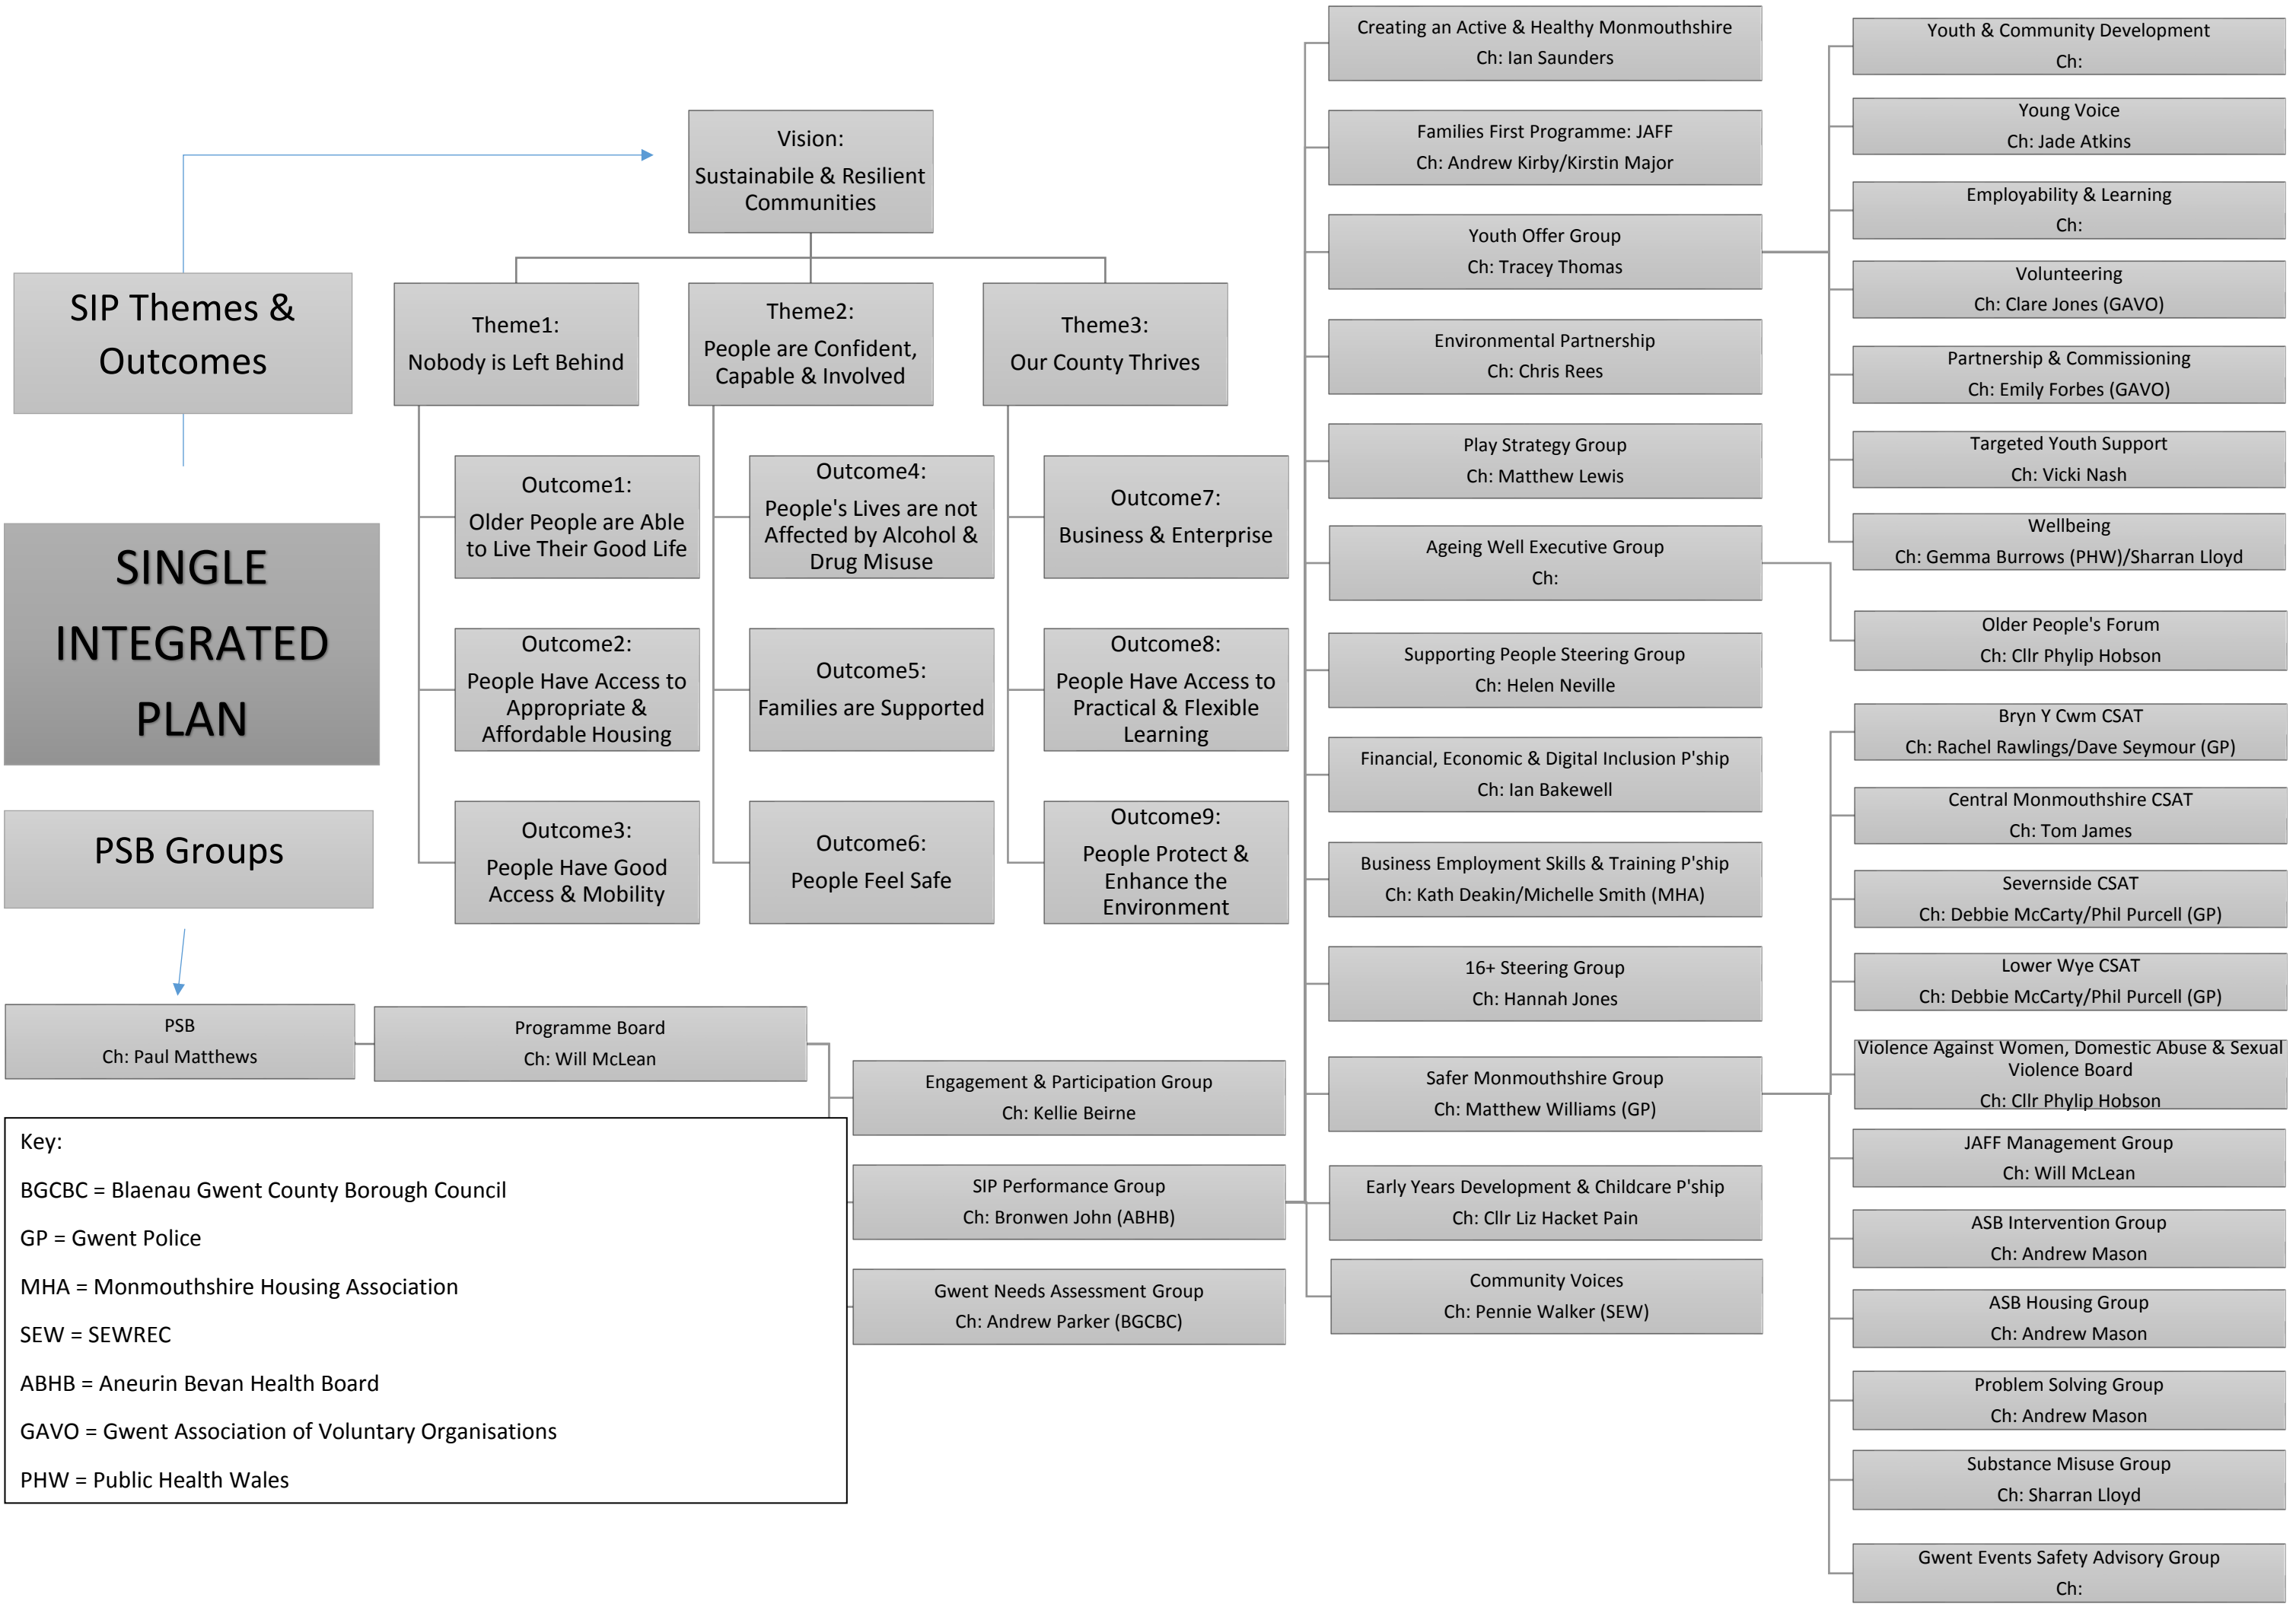 SIP Themes &
Outcomes
SINGLE
INTEGRATED
PLAN
PSB Groups
Vision:
Sustainabile & Resilient
Communities
Theme1:
Nobody is Left Behind
Outcome1:
Older People are Able
to Live Their Good Life
Outcome2:
People Have Access to
Appropriate &
Affordable Housing
Outcome3:
People Have Good
Access & Mobility
Theme2:
People are Confident,
Capable & Involved
Outcome4:
People's Lives are not
Affected by Alcohol &
Drug Misuse
Outcome5:
Families are Supported
Outcome6:
People Feel Safe
Theme3:
Our County Thrives
Outcome7:
Business & Enterprise
Outcome8:
People Have Access to
Practical & Flexible
Learning
Outcome9:
People Protect &
Enhance the
Environment
PSB
Ch: Paul Matthews
Programme Board
Ch: Will McLean
Engagement & Participation Group
Ch: Kellie Beirne
SIP Performance Group
Ch: Bronwen John (ABHB)
Gwent Needs Assessment Group
Ch: Andrew Parker (BGCBC)
Key:
BGCBC = Blaenau Gwent County Borough Council
GP = Gwent Police
MHA = Monmouthshire Housing Association
SEW = SEWREC
ABHB = Aneurin Bevan Health Board
GAVO = Gwent Association of Voluntary Organisations
PHW = Public Health Wales
Creating an Active & Healthy Monmouthshire
Ch: Ian Saunders
Families First Programme: JAFF
Ch: Andrew Kirby/Kirstin Major
Youth Offer Group
Ch: Tracey Thomas
Environmental Partnership
Ch: Chris Rees
Play Strategy Group
Ch: Matthew Lewis
Ageing Well Executive Group
Ch:
Supporting People Steering Group
Ch: Helen Neville
Financial, Economic & Digital Inclusion P'ship
Ch: Ian Bakewell
Business Employment Skills & Training P'ship
Ch: Kath Deakin/Michelle Smith (MHA)
16+ Steering Group
Ch: Hannah Jones
Safer Monmouthshire Group
Ch: Matthew Williams (GP)
Early Years Development & Childcare P'ship
Ch: Cllr Liz Hacket Pain
Community Voices
Ch: Pennie Walker (SEW)
Youth & Community Development
Ch:
Young Voice
Ch: Jade Atkins
Employability & Learning
Ch:
Volunteering
Ch: Clare Jones (GAVO)
Partnership & Commissioning
Ch: Emily Forbes (GAVO)
Targeted Youth Support
Ch: Vicki Nash
Wellbeing
Ch: Gemma Burrows (PHW)/Sharran Lloyd
Older People's Forum
Ch: Cllr Phylip Hobson
Bryn Y Cwm CSAT
Ch: Rachel Rawlings/Dave Seymour (GP)
Central Monmouthshire CSAT
Ch: Tom James
Severnside CSAT
Ch: Debbie McCarty/Phil Purcell (GP)
Lower Wye CSAT
Ch: Debbie McCarty/Phil Purcell (GP)
Violence Against Women, Domestic Abuse & Sexual
Violence Board
Ch: Cllr Phylip Hobson
JAFF Management Group
Ch: Will McLean
ASB Intervention Group
Ch: Andrew Mason
ASB Housing Group
Ch: Andrew Mason
Problem Solving Group
Ch: Andrew Mason
Substance Misuse Group
Ch: Sharran Lloyd
Gwent Events Safety Advisory Group
Ch: